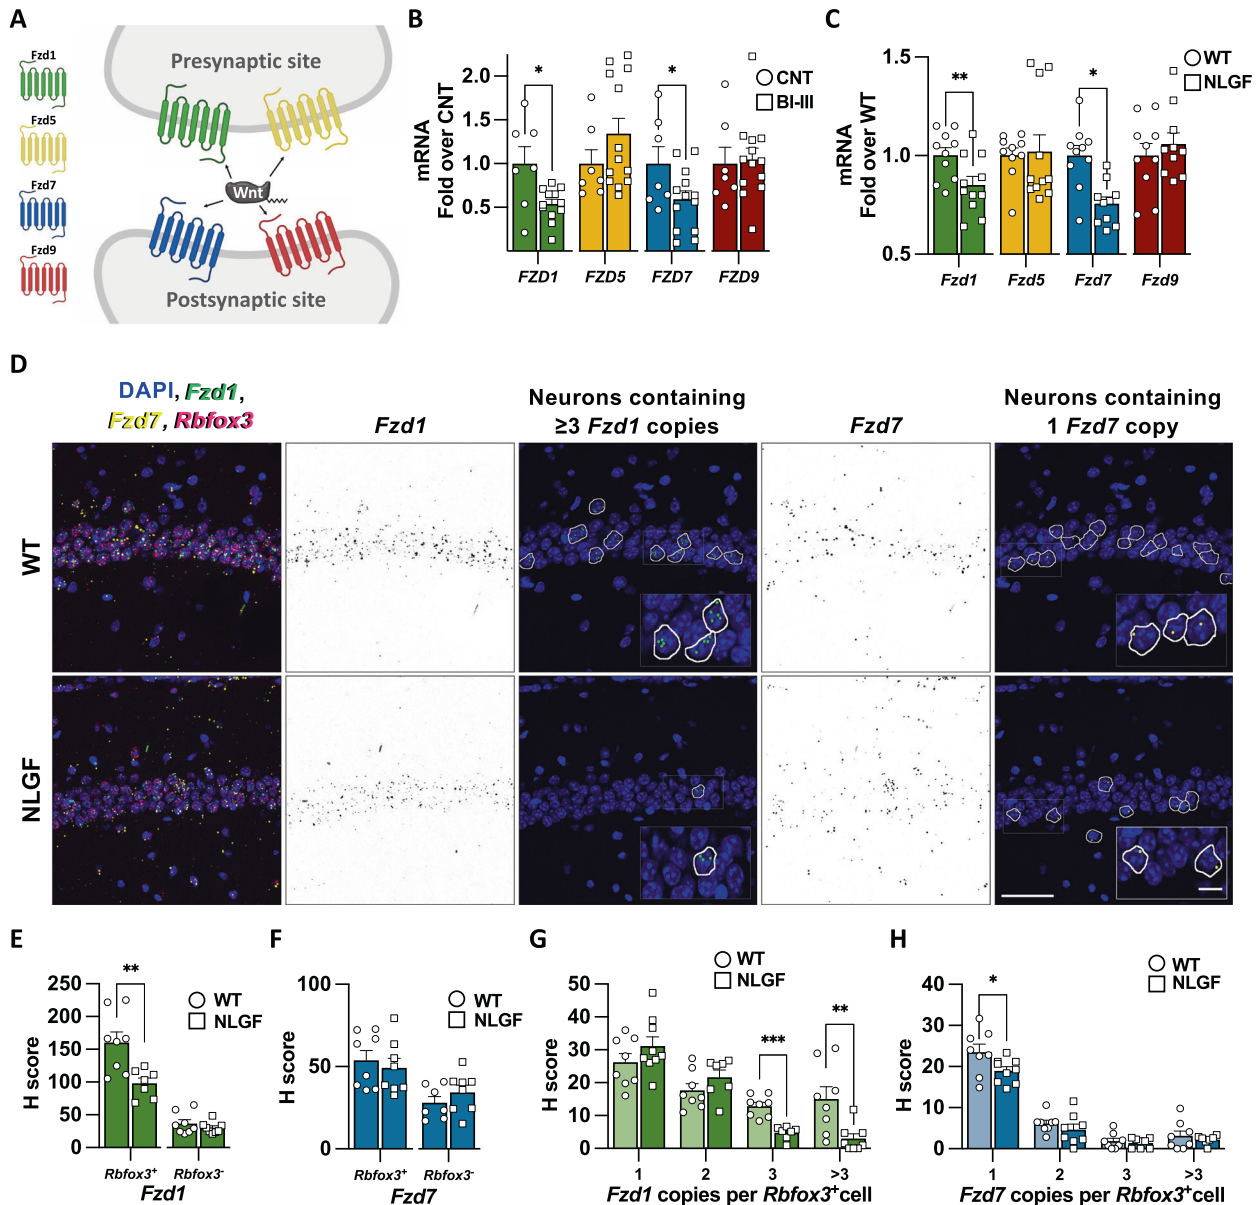 A
Fzd1
Fzd5
Fzd7
Fzd9
Presynaptic site
Wnt
Postsynaptic site
B
mRNA
Fold over CNT
2.0
1.5
1.0
0.5
*
*
CNT
BI-III
FZD1
FZD5
FZD7
FZD9
C
mRNA
Fold over WT
1.5
1.0
0.5
**
*
WT
NLGF
Fzd1
Fzd5
Fzd7
Fzd9
D
DAPI, Fzd1,
Fzd7, Rbfox3
Fzd1
Neurons containing
≥3 Fzd1 copies
Fzd7
Neurons containing
1 Fzd7 copy
WT
NLGF
E
H score
250
200
150
100
50
0
**
WT
NLGF
Rbfox3+
Rbfox3-
Fzd1
F
H score
100
50
0
WT
NLGF
Rbfox3+
Rbfox3-
Fzd7
G
H score
50
40
30
20
10
0
WT
NLGF
***
**
1
2
3
>3
Fzd1 copies per Rbfox3+cell
H
H score
40
30
20
10
0
*
WT
NLGF
1
2
3
>3
Fzd7 copies per Rbfox3+cell